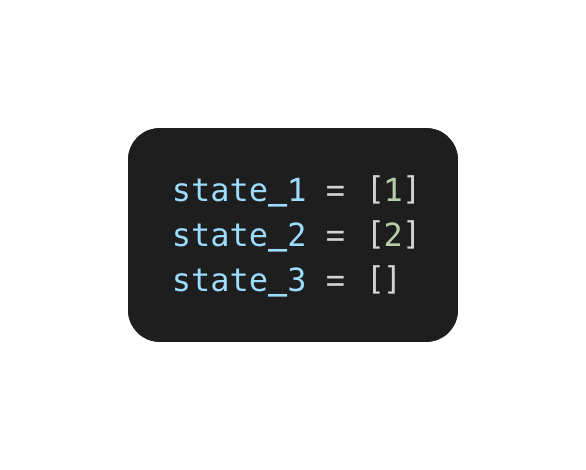 state_1 = [1]
state_2 = [2]
state_3 = []